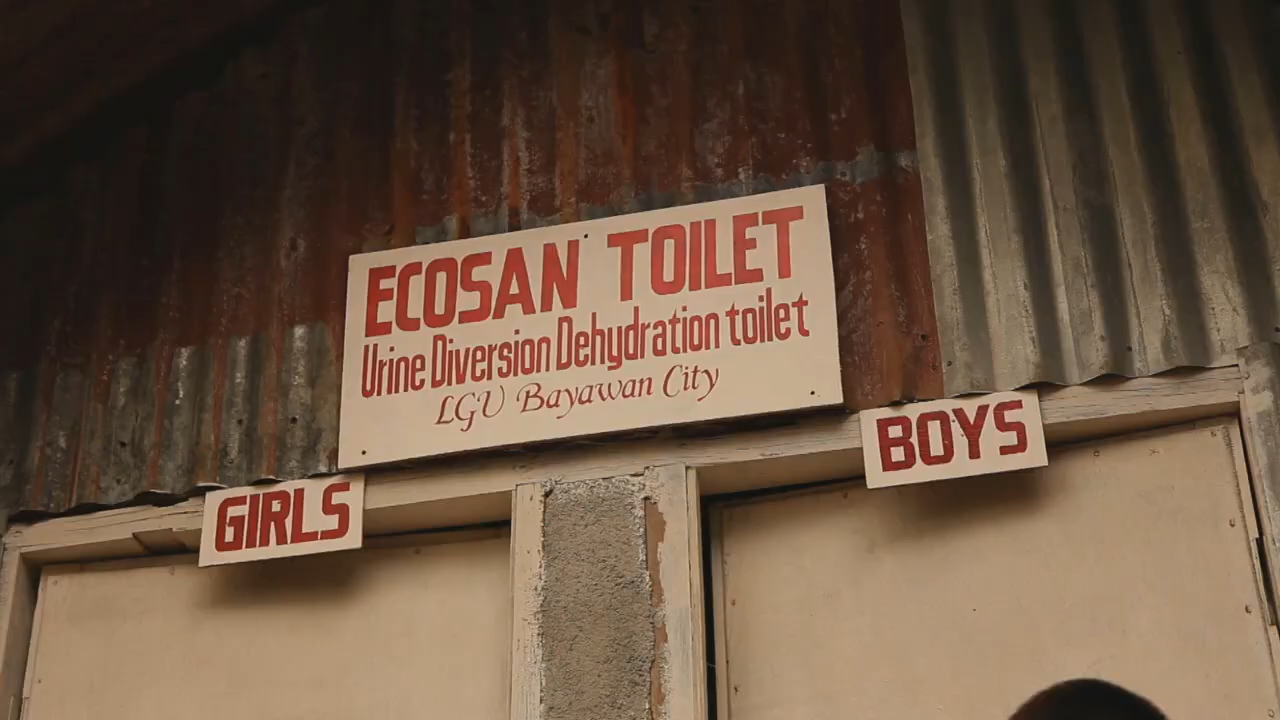 ECOSAN TOILET
Urine Diversion Dehydration toilet
LGU Bayawan City
GIRLS
BOYS